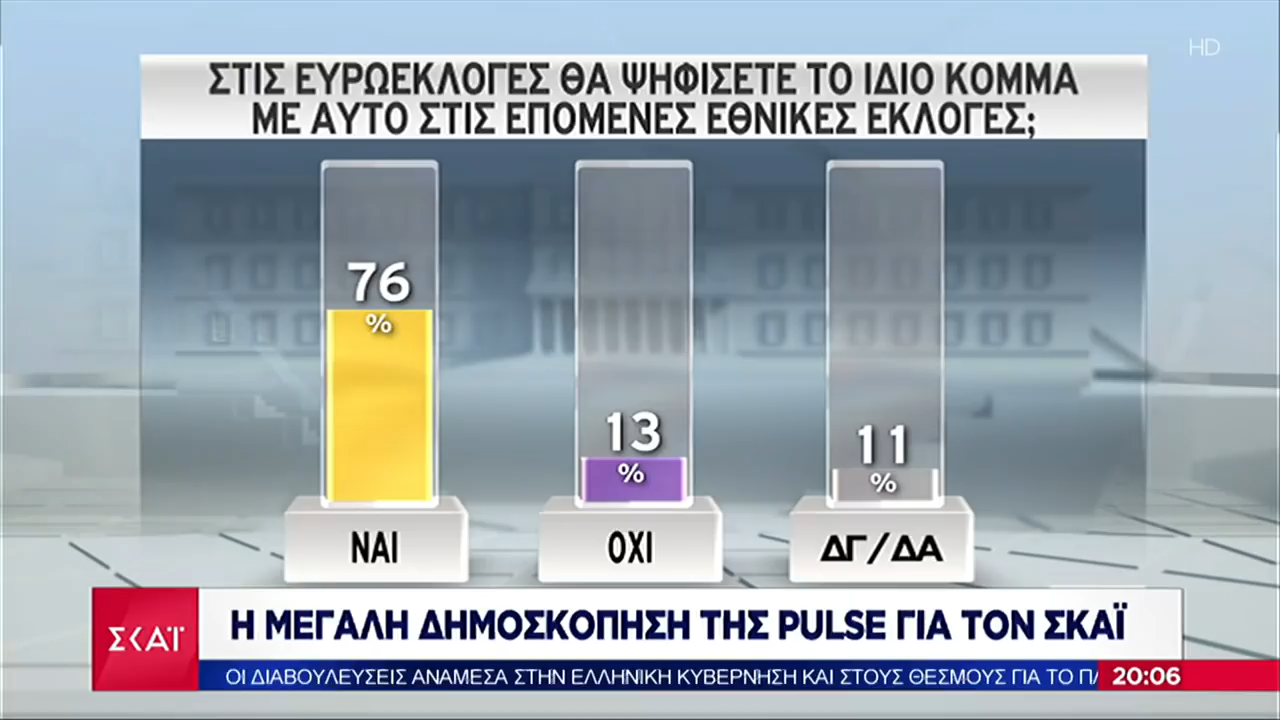 HD
ΣΤΙΣ ΕΥΡΩΕΚΛΟΓΕΣ ΘΑ ΨΗΦΙΣΕΤΕ ΤΟ ΙΔΙΟ ΚΟΜΜΑ
ΜΕ ΑΥΤΟ ΣΤΙΣ ΕΠΟΜΕΝΕΣ ΕΘΝΙΚΕΣ ΕΚΛΟΓΕΣ;
76
%
13
%
11
%
ΝΑΙ
ΟΧΙ
ΔΓ/ΔΑ
ΣΚΑΪ
Η ΜΕΓΑΛΗ ΔΗΜΟΣΚΟΠΗΣΗ ΤΗΣ PULSE ΓΙΑ ΤΟΝ ΣΚΑΪ
ΟΙ ΔΙΑΒΟΥΛΕΥΣΕΙΣ ΑΝΑΜΕΣΑ ΣΤΗΝ ΕΛΛΗΝΙΚΗ ΚΥΒΕΡΝΗΣΗ ΚΑΙ ΣΤΟΥΣ ΘΕΣΜΟΥΣ ΓΙΑ ΤΟ
20:06